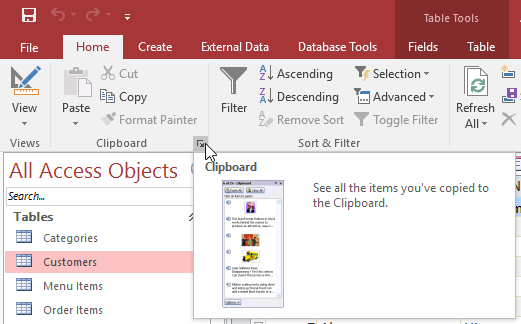 Table Tools
File Home Create External Data Database Tools Fields Table
View
Paste
Cut
Copy
Format Painter
Filter
Ascending
Descending
Remove Sort
Selection
Advanced
Toggle Filter
Refresh
All
Views
Clipboard
Sort & Filter
All Access Objects
Search...
Tables
Categories
Customers
Menu Items
Order Items
Clipboard
See all the items you've copied to
the Clipboard.